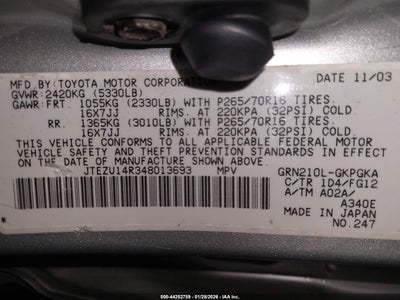 MFD.BY:TOYOTA MOTOR CORPORATION DATE 11/03
GVWR:2420KG (5330LB)
GAWR:FRT. 1055KG (2330LB) WITH P265/70R16 TIRES.
16X7JJ RIMS. AT 220KPA (32PSI) COLD.
RR. 1365KG (3010LB) WITH P265/70R16 TIRES.
16X7JJ RIMS. AT 220KPA (32PSI) COLD.
THIS VEHICLE CONFORMS TO ALL APPLICABLE FEDERAL
MOTOR VEHICLE SAFETY STANDARDS IN EFFECT ON
THE DATE OF MANUFACTURE SHOWN ABOVE.
JTEZU14R348013693 MPV GRN210L-GKPGKA
C/TR 1D4/FG12
A/TM A02A/
A340E
MADE IN JAPAN
NO.247
000-44252759 - 01/28/2026 - © IAA, LLC